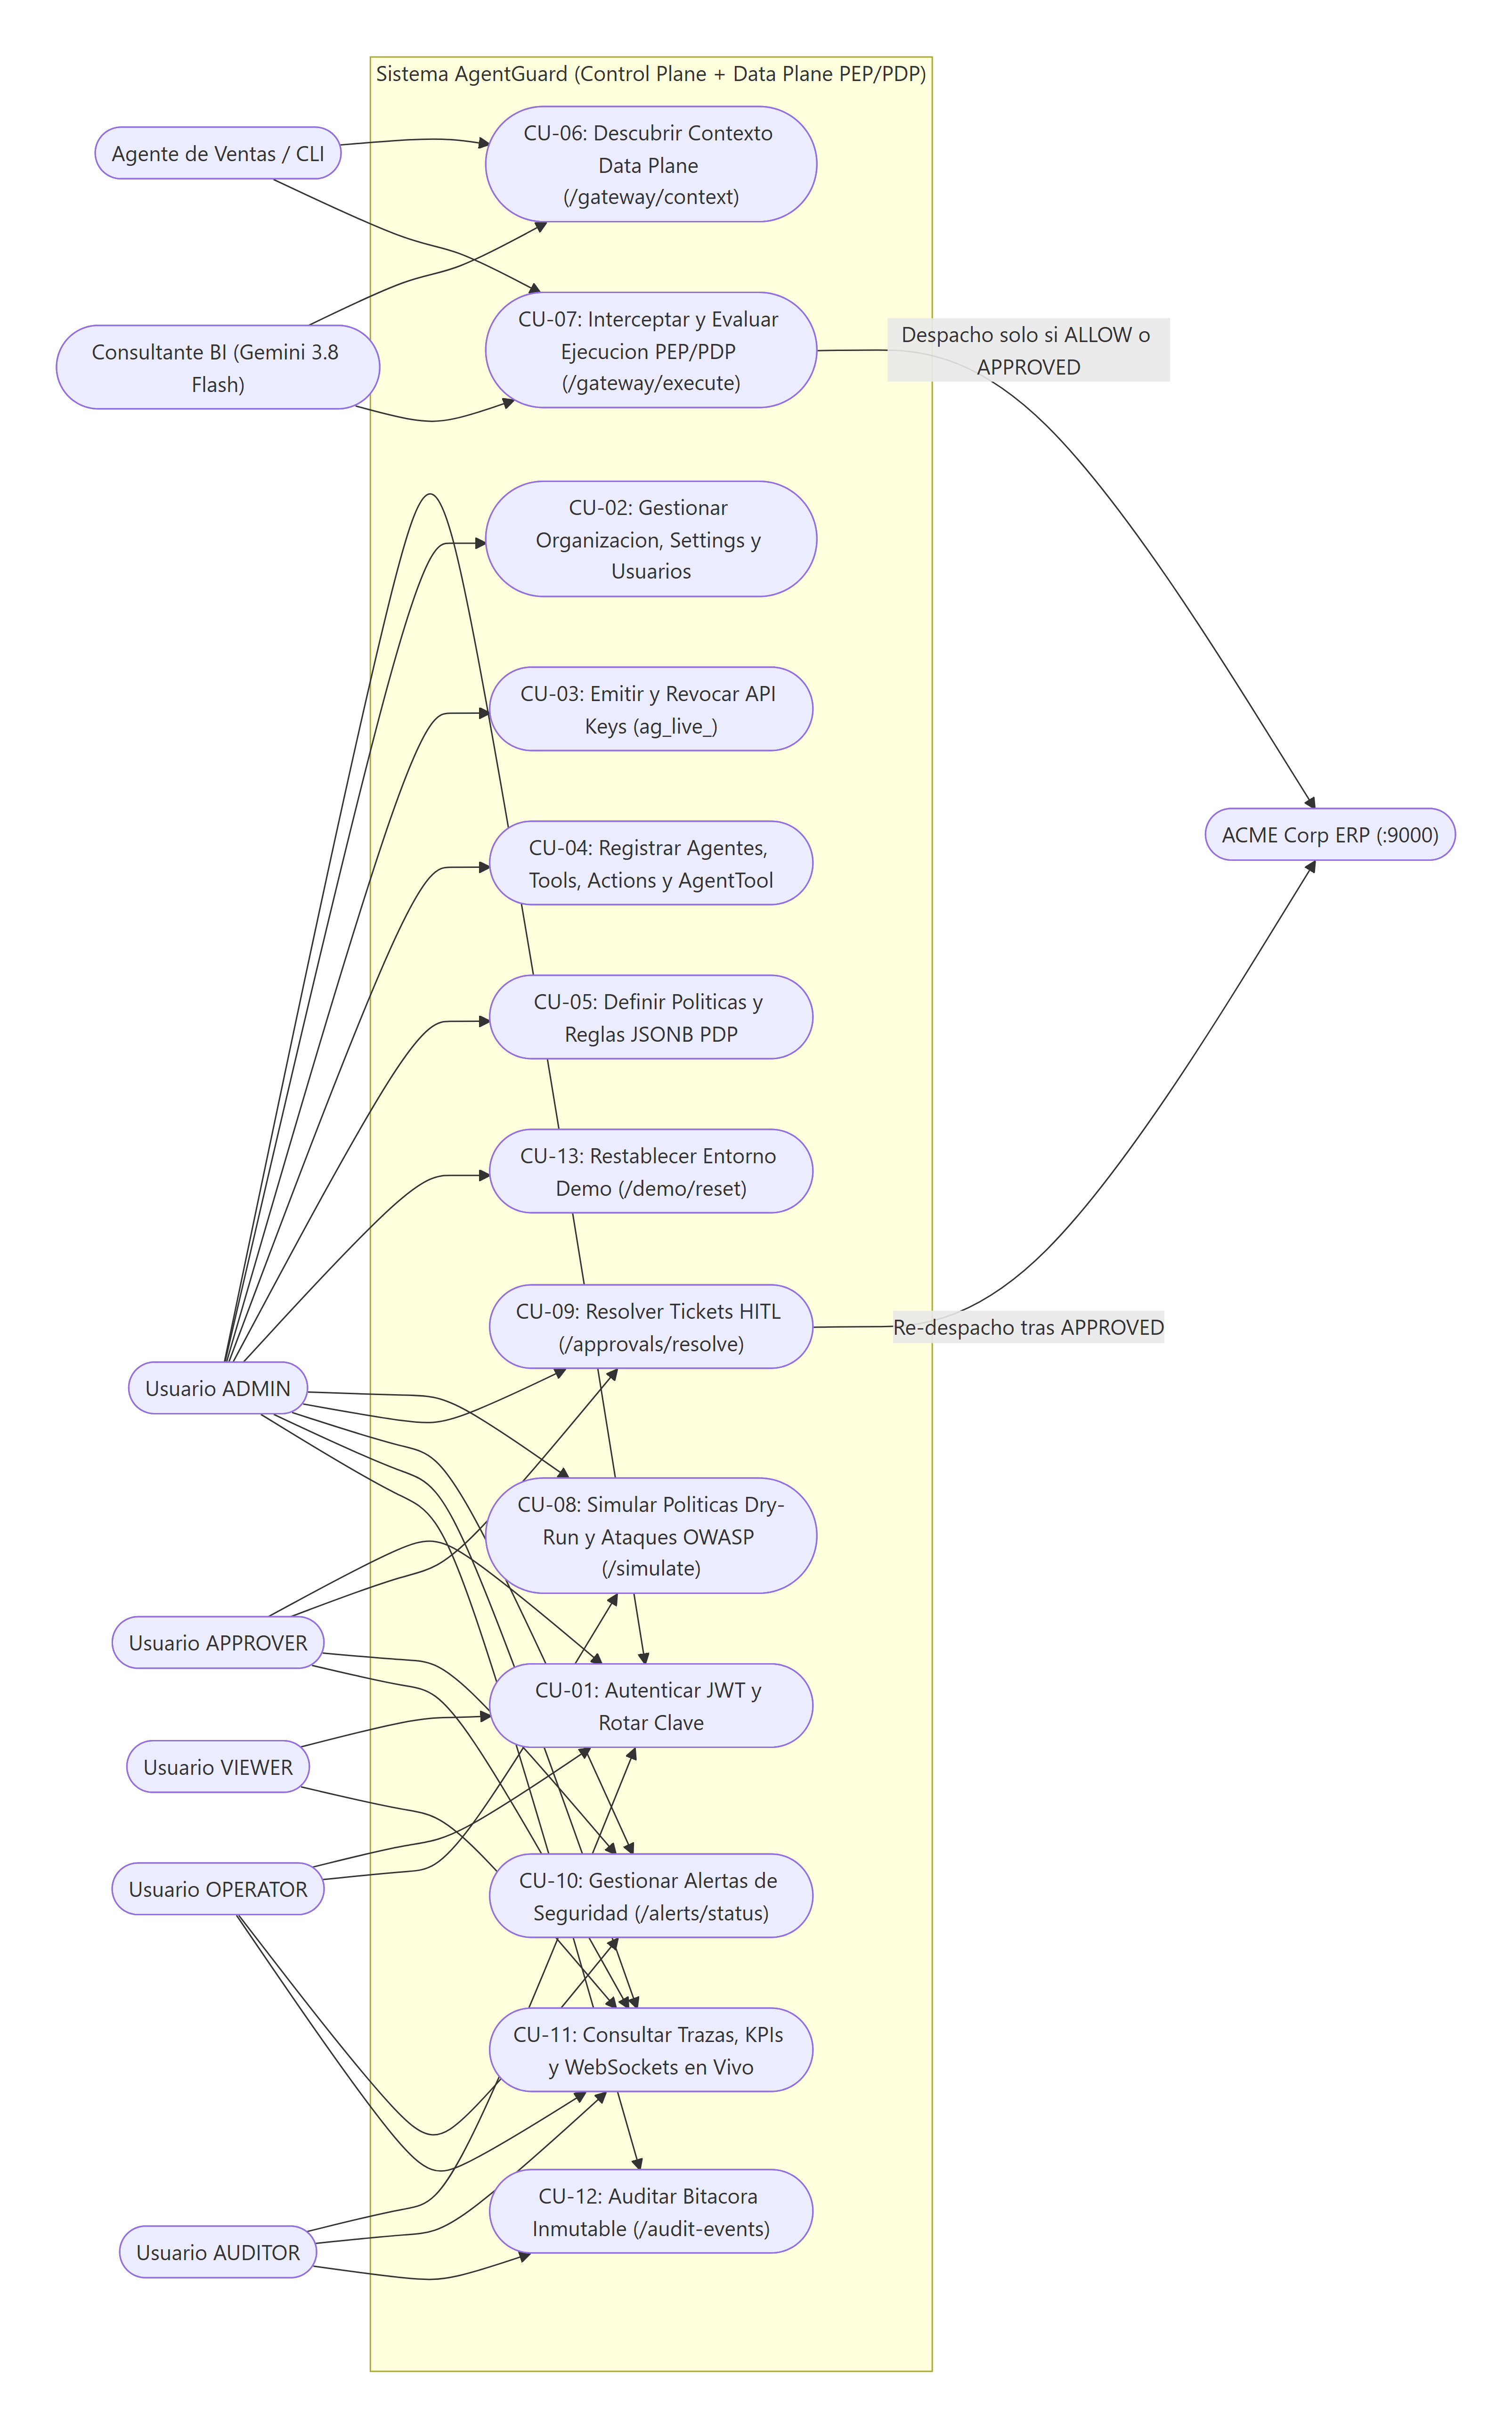 Sistema AgentGuard (Control Plane + Data Plane PEP/PDP)
Agente de Ventas / CLI
CU-06: Descubrir Contexto
Data Plane
(/gateway/context)
Consultante BI (Gemini 3.8
Flash)
CU-07: Interceptar y Evaluar
Ejecucion PEP/PDP
(/gateway/execute)
Despacho solo si ALLOW o
APPROVED
CU-02: Gestionar
Organizacion, Settings y
Usuarios
CU-03: Emitir y Revocar API
Keys (ag_live_)
CU-04: Registrar Agentes,
Tools, Actions y AgentTool
ACME Corp ERP (:9000)
CU-05: Definir Politicas y
Reglas JSONB PDP
CU-13: Restablecer Entorno
Demo (/demo/reset)
CU-09: Resolver Tickets HITL
(/approvals/resolve)
Re-despacho tras APPROVED
Usuario ADMIN
CU-08: Simular Politicas Dry-
Run y Ataques OWASP
(/simulate)
Usuario APPROVER
CU-01: Autenticar JWT y
Rotar Clave
Usuario VIEWER
Usuario OPERATOR
CU-10: Gestionar Alertas de
Seguridad (/alerts/status)
CU-11: Consultar Trazas, KPIs
y WebSockets en Vivo
CU-12: Auditar Bitacora
Inmutable (/audit-events)
Usuario AUDITOR